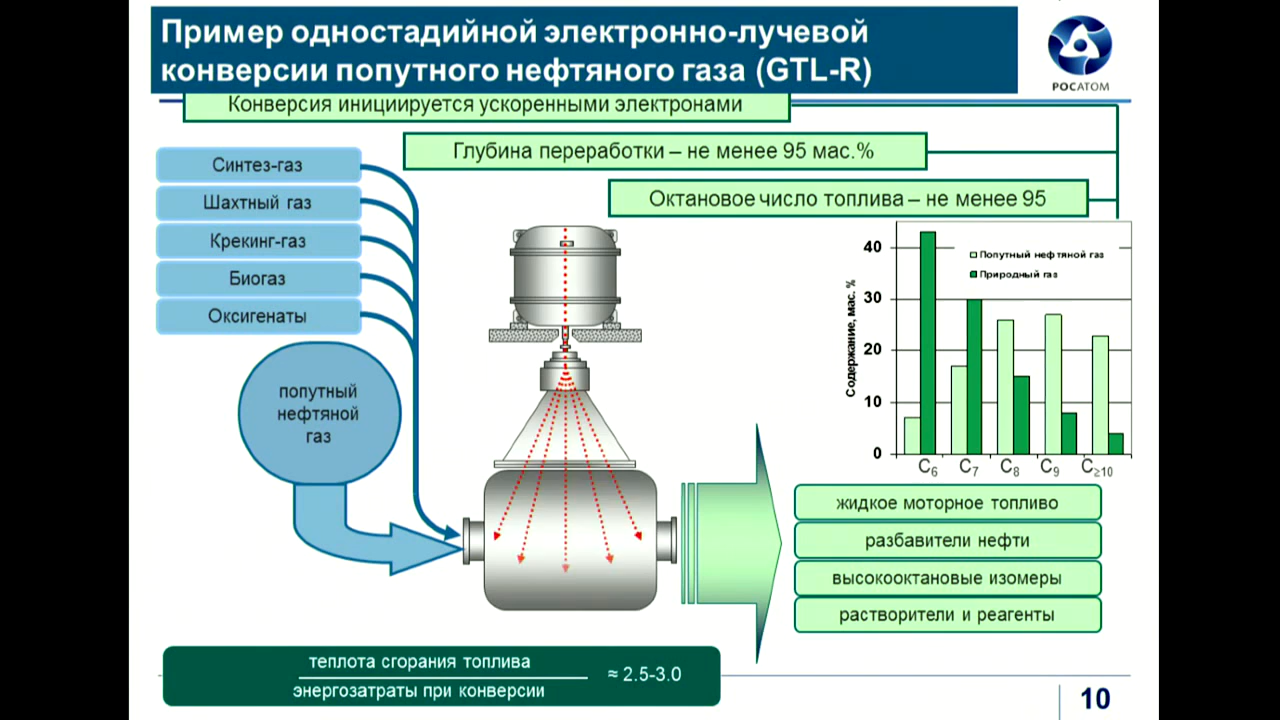 Пример одностадийной электронно-лучевой
конверсии попутного нефтяного газа (GTL-R)
РОСАТОМ
Конверсия инициируется ускоренными электронами
Глубина переработки – не менее 95 мас.%
Октановое число топлива – не менее 95
Синтез-газ
Шахтный газ
Крекинг-газ
Биогаз
Оксигенаты
попутный
нефтяной
газ
Содержание, мас. %
40
30
20
10
0
Попутный нефтяной газ
Природный газ
C₆ C₇ C₈ C₉ C≥₁₀
жидкое моторное топливо
разбавители нефти
высокооктановые изомеры
растворители и реагенты
теплота сгорания топлива
энергозатраты при конверсии
≈ 2.5-3.0
10